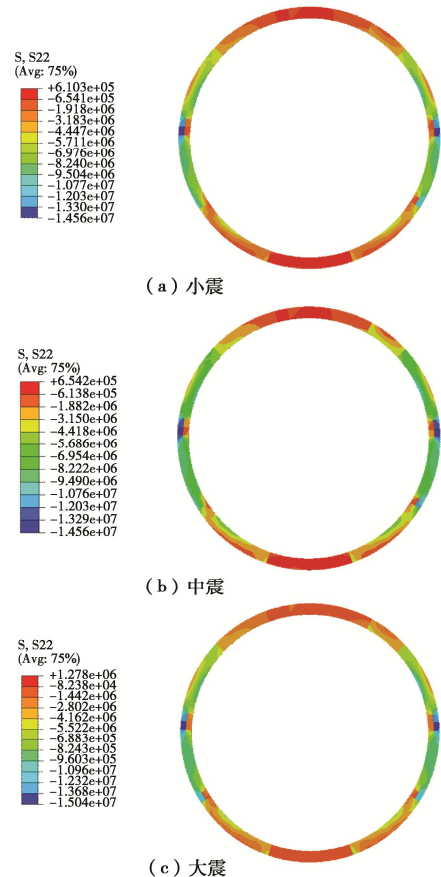 S, S22
(Avg: 75%)
+6.103e+05
−6.541e+05
−1.918e+06
−3.183e+06
−4.447e+06
−5.711e+06
−6.976e+06
−8.240e+06
−9.504e+06
−1.077e+07
−1.203e+07
−1.330e+07
−1.456e+07
(a)小震
S, S22
(Avg: 75%)
+6.542e+05
−6.138e+05
−1.882e+06
−3.150e+06
−4.418e+06
−5.686e+06
−6.954e+06
−8.222e+06
−9.490e+06
−1.076e+07
−1.203e+07
−1.329e+07
−1.456e+07
(b)中震
S, S22
(Avg: 75%)
+1.278e+06
−8.238e+04
−1.442e+06
−2.802e+06
−4.162e+06
−5.522e+06
−6.883e+05
−8.243e+05
−9.603e+05
−1.096e+07
−1.232e+07
−1.368e+07
−1.504e+07
(c)大震